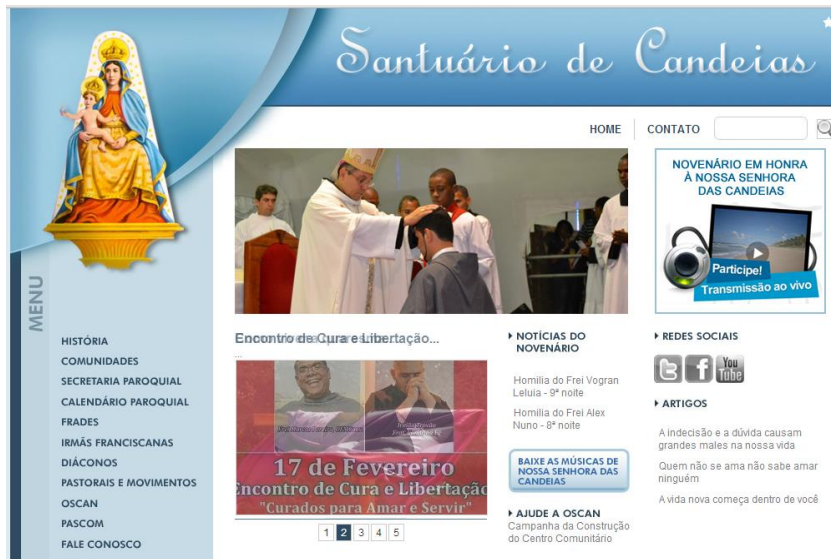 Santuário de Candeias
HOME
CONTATO
NOVENÁRIO EM HONRA
À NOSSA SENHORA
DAS CANDEIAS
Participe!
Transmissão ao vivo
MENU
HISTÓRIA
COMUNIDADES
SECRETARIA PAROQUIAL
CALENDÁRIO PAROQUIAL
FRADES
IRMÃS FRANCISCANAS
DIÁCONOS
PASTORAIS E MOVIMENTOS
OSCAN
PASCOM
FALE CONOSCO
Encontro de Cura e Libertação...
...
17 de Fevereiro
Encontro de Cura e Libertação
"Curados para Amar e Servir"
1 2 3 4 5
NOTÍCIAS DO
NOVENÁRIO
Homilia do Frei Vogran
Leluia - 9ª noite
Homilia do Frei Alex
Nuno - 8ª noite
BAIXE AS MÚSICAS DE
NOSSA SENHORA DAS
CANDEIAS
AJUDE A OSCAN
Campanha da Construção
do Centro Comunitário
REDES SOCIAIS
You
Tube
ARTIGOS
A indecisão e a dúvida causam
grandes males na nossa vida
Quem não se ama não sabe amar
ninguém
A vida nova começa dentro de você